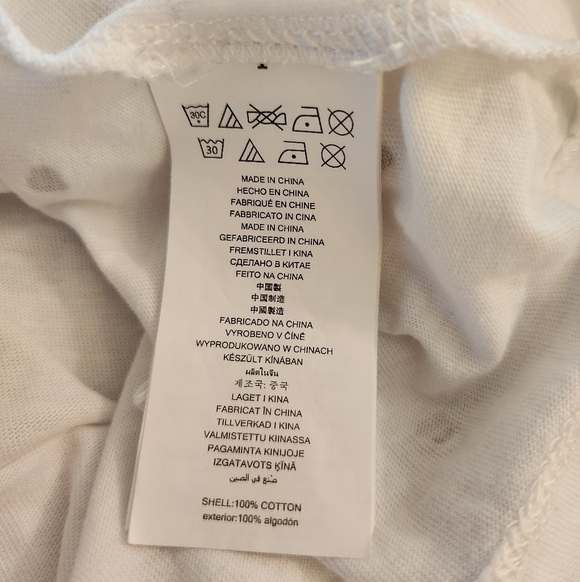 30C
30
MADE IN CHINA
HECHO EN CHINA
FABRIQUÉ EN CHINE
FABBRICATO IN CINA
MADE IN CHINA
GEFABRICEERD IN CHINA
FREMSTILLET I KINA
СДЕЛАНО В КИТАЕ
FEITO NA CHINA
中国製
中国制造
中國製造
FABRICADO NA CHINA
VYROBENO V ČÍNĚ
WYPRODUKOWANO W CHINACH
KÉSZÜLT KÍNÁBAN
ผลิตในจีน
제조국: 중국
LAGET I KINA
FABRICAT ÎN CHINA
TILLVERKAD I KINA
VALMISTETTU KIINASSA
PAGAMINTA KINIJOJE
IZGATAVOTS ĶĪNĀ
صنع في الصين
SHELL:100% COTTON
exterior:100% algodón